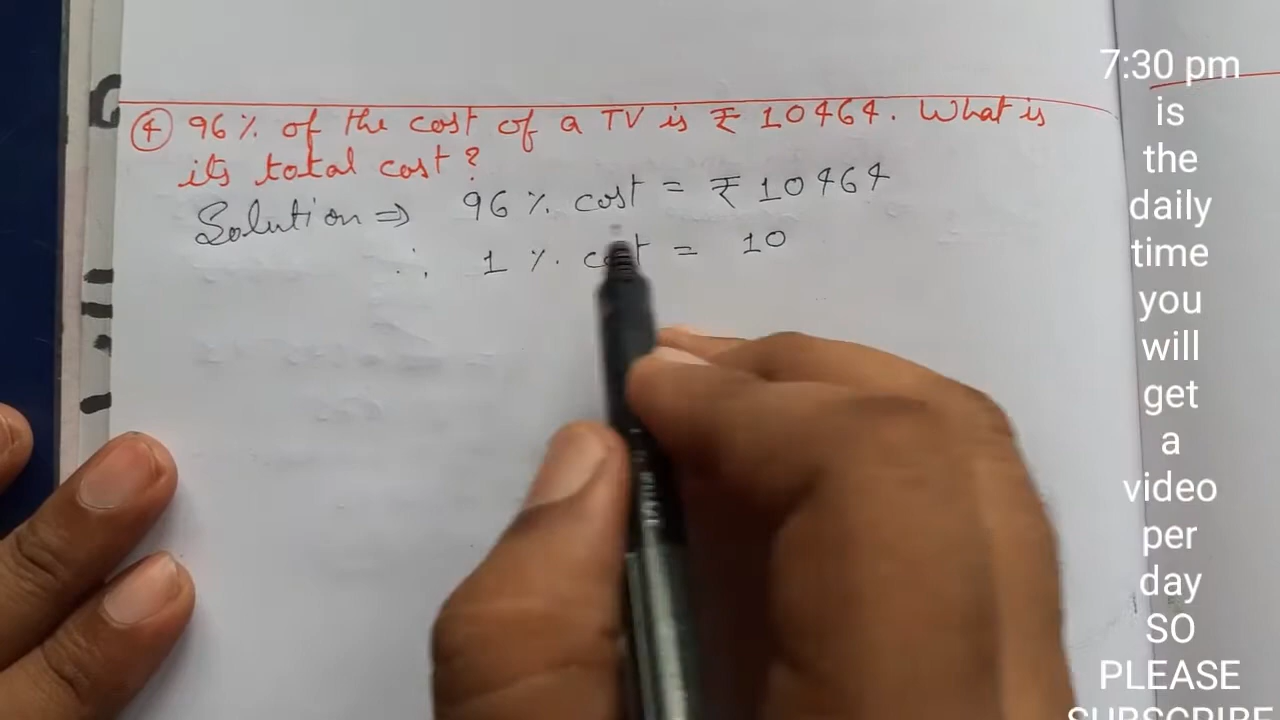 ④ 96% of the cost of a TV is ₹ 10464. What is
its total cost?
Solution ⇒ 96 % cost = ₹ 10464
∴ 1 % cost = 10
7:30 pm
is
the
daily
time
you
will
get
a
video
per
day
SO
PLEASE
SUBSCRIBE